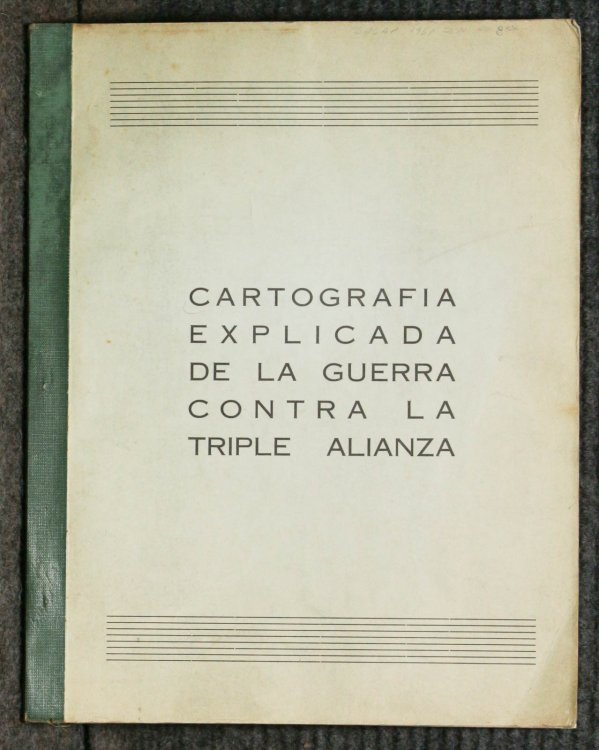 CARTOGRAFIA
EXPLICADA
DE LA GUERRA
CONTRA LA
TRIPLE ALIANZA